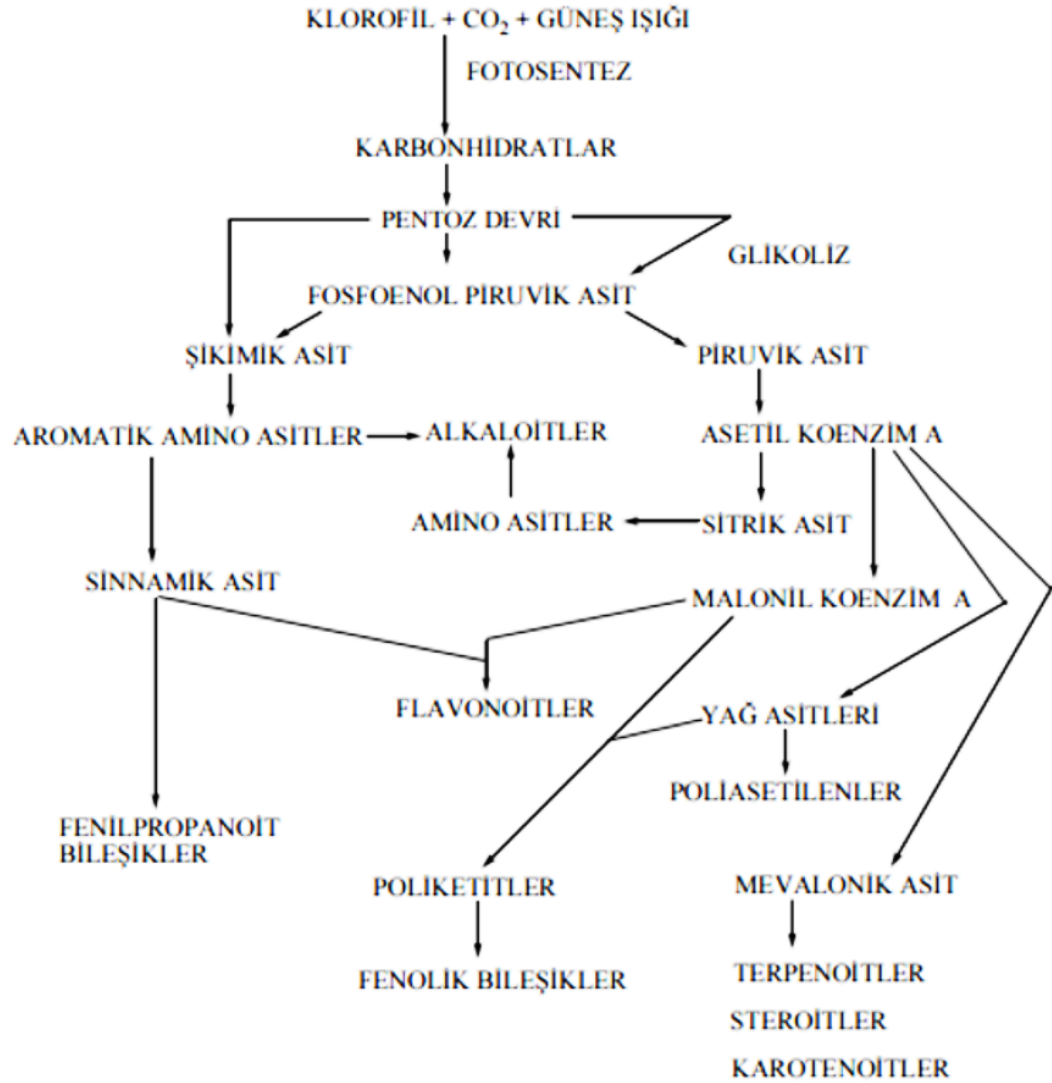 KLOROFİL + CO₂ + GÜNEŞ IŞIĞI
FOTOSENTEZ
KARBONHİDRATLAR
PENTOZ DEVRİ
GLİKOLİZ
FOSFOENOL PİRUVİK ASİT
ŞİKİMİK ASİT
PİRUVİK ASİT
AROMATİK AMİNO ASİTLER
ALKALOİTLER
ASETİL KOENZİM A
AMİNO ASİTLER
SİTRİK ASİT
SİNNAMİK ASİT
MALONİL KOENZİM A
FLAVONOİTLER
YAĞ ASİTLERİ
POLİASETİLENLER
FENİLPROPANOİT
BİLEŞİKLER
POLİKETİTLER
MEVALONİK ASİT
FENOLİK BİLEŞİKLER
TERPENOİTLER
STEROİTLER
KAROTENOİTLER